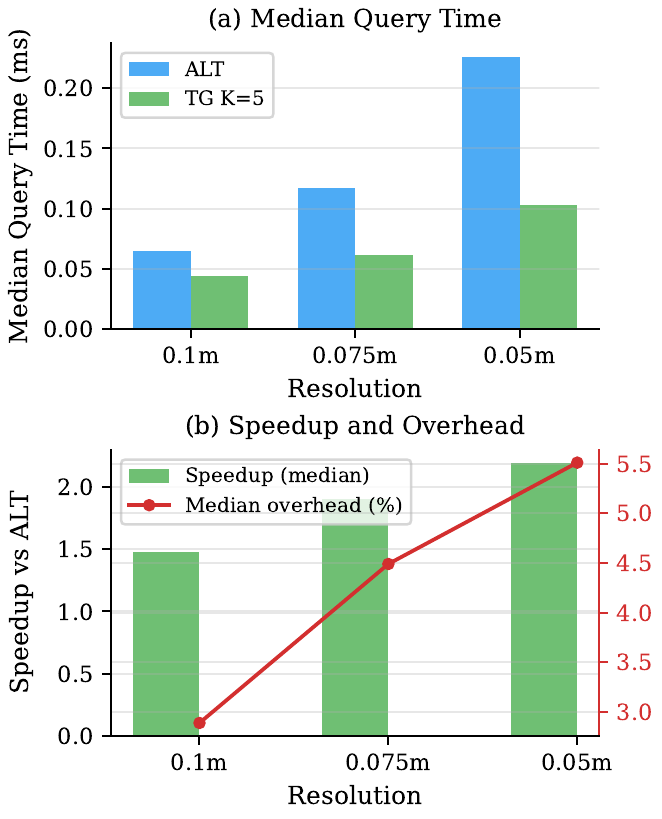 (a) Median Query Time
Median Query Time (ms)
0.20
0.15
0.10
0.05
0.00
ALT
TG K=5
0.1m
0.075m
0.05m
Resolution
(b) Speedup and Overhead
Speedup vs ALT
2.0
1.5
1.0
0.5
0.0
Speedup (median)
Median overhead (%)
5.5
5.0
4.5
4.0
3.5
3.0
0.1m
0.075m
0.05m
Resolution